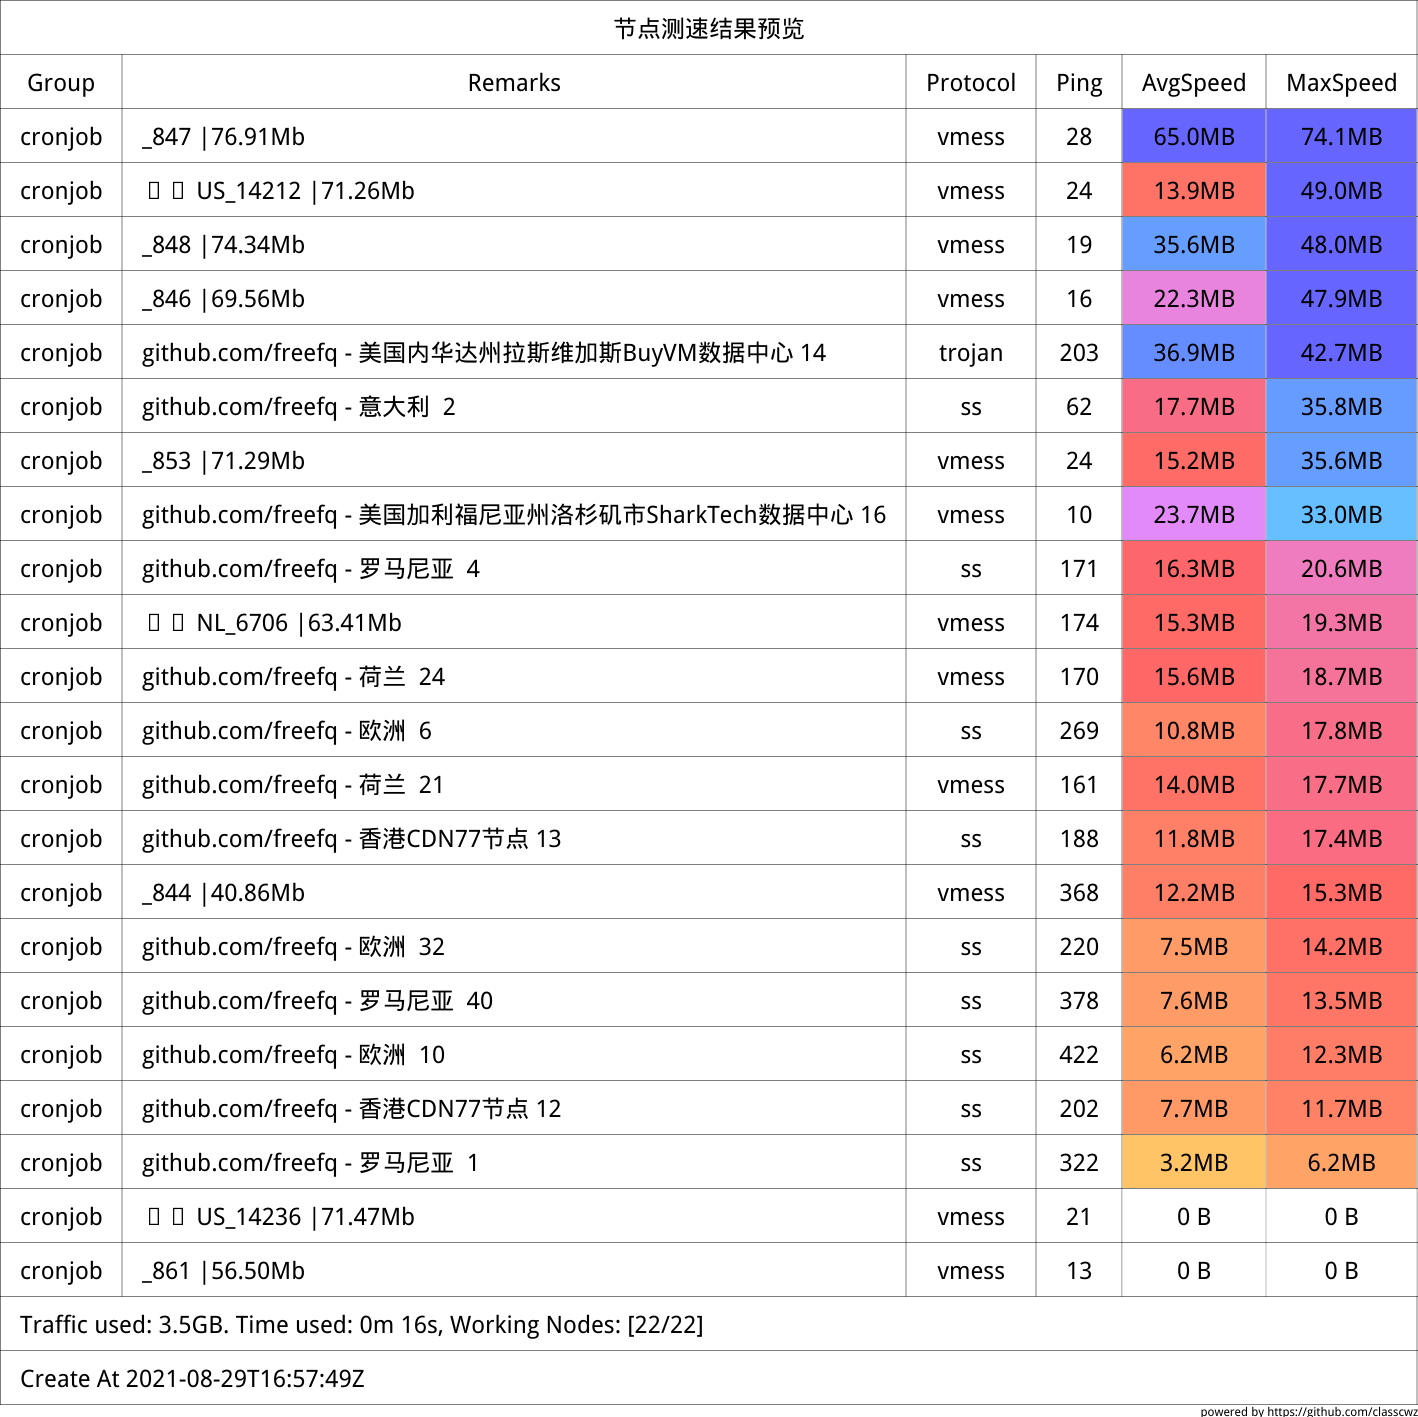 节点测速结果预览
Group Remarks Protocol Ping AvgSpeed MaxSpeed
cronjob _847 |76.91Mb vmess 28 65.0MB 74.1MB
cronjob US_14212 |71.26Mb vmess 24 13.9MB 49.0MB
cronjob _848 |74.34Mb vmess 19 35.6MB 48.0MB
cronjob _846 |69.56Mb vmess 16 22.3MB 47.9MB
cronjob github.com/freefq - 美国内华达州拉斯维加斯BuyVM数据中心 14 trojan 203 36.9MB 42.7MB
cronjob github.com/freefq - 意大利 2 ss 62 17.7MB 35.8MB
cronjob _853 |71.29Mb vmess 24 15.2MB 35.6MB
cronjob github.com/freefq - 美国加利福尼亚州洛杉矶市SharkTech数据中心 16 vmess 10 23.7MB 33.0MB
cronjob github.com/freefq - 罗马尼亚 4 ss 171 16.3MB 20.6MB
cronjob NL_6706 |63.41Mb vmess 174 15.3MB 19.3MB
cronjob github.com/freefq - 荷兰 24 vmess 170 15.6MB 18.7MB
cronjob github.com/freefq - 欧洲 6 ss 269 10.8MB 17.8MB
cronjob github.com/freefq - 荷兰 21 vmess 161 14.0MB 17.7MB
cronjob github.com/freefq - 香港CDN77节点 13 ss 188 11.8MB 17.4MB
cronjob _844 |40.86Mb vmess 368 12.2MB 15.3MB
cronjob github.com/freefq - 欧洲 32 ss 220 7.5MB 14.2MB
cronjob github.com/freefq - 罗马尼亚 40 ss 378 7.6MB 13.5MB
cronjob github.com/freefq - 欧洲 10 ss 422 6.2MB 12.3MB
cronjob github.com/freefq - 香港CDN77节点 12 ss 202 7.7MB 11.7MB
cronjob github.com/freefq - 罗马尼亚 1 ss 322 3.2MB 6.2MB
cronjob US_14236 |71.47Mb vmess 21 0 B 0 B
cronjob _861 |56.50Mb vmess 13 0 B 0 B
Traffic used: 3.5GB. Time used: 0m 16s, Working Nodes: [22/22]
Create At 2021-08-29T16:57:49Z
powered by https://github.com/classcwz